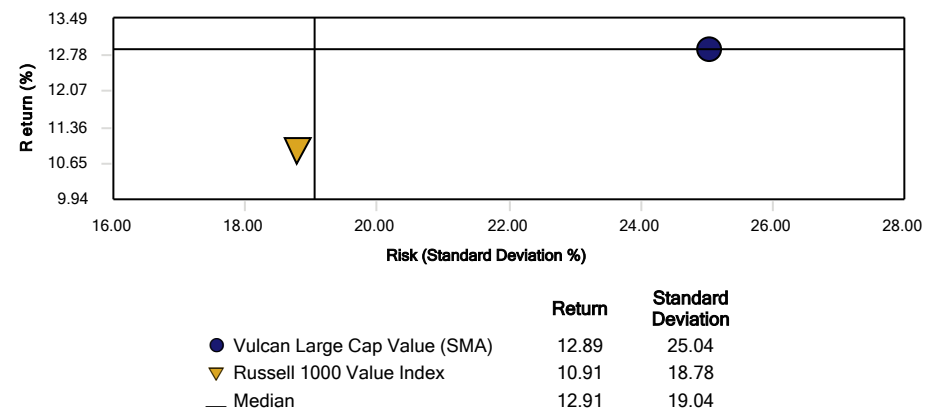 13.49
12.78
12.07
11.36
10.65
9.94
Return (%)
16.00 18.00 20.00 22.00 24.00 26.00 28.00
Risk (Standard Deviation %)
Return Standard Deviation
Vulcan Large Cap Value (SMA) 12.89 25.04
Russell 1000 Value Index 10.91 18.78
Median 12.91 19.04